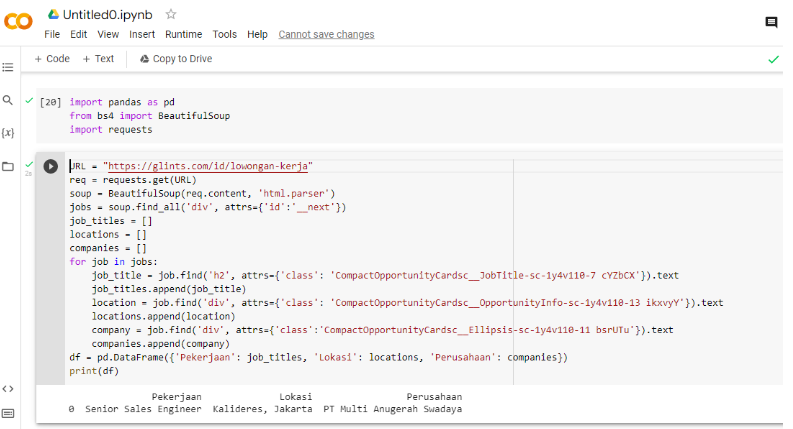 Untitled0.ipynb
File Edit View Insert Runtime Tools Help Cannot save changes
+ Code + Text Copy to Drive
[20] import pandas as pd
from bs4 import BeautifulSoup
import requests
2s
URL = "https://glints.com/id/lowongan-kerja"
req = requests.get(URL)
soup = BeautifulSoup(req.content, 'html.parser')
jobs = soup.find_all('div', attrs={'id':'__next'})
job_titles = []
locations = []
companies = []
for job in jobs:
    job_title = job.find('h2', attrs={'class': 'CompactOpportunityCardsc__JobTitle-sc-1y4v110-7 cYZbCX'}).text
    job_titles.append(job_title)
    location = job.find('div', attrs={'class': 'CompactOpportunityCardsc__OpportunityInfo-sc-1y4v110-13 ikxvyY'}).text
    locations.append(location)
    company = job.find('div', attrs={'class':'CompactOpportunityCardsc__Ellipsis-sc-1y4v110-11 bsrUTu'}).text
    companies.append(company)
df = pd.DataFrame({'Pekerjaan': job_titles, 'Lokasi': locations, 'Perusahaan': companies})
print(df)
Pekerjaan Lokasi Perusahaan
0 Senior Sales Engineer Kalideres, Jakarta PT Multi Anugerah Swadaya